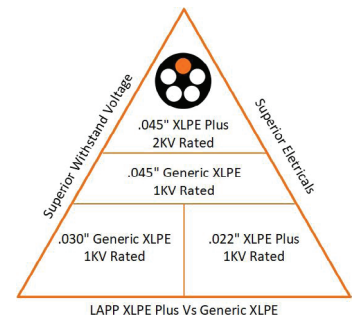 Superior Withstand Voltage
Superior Eletricals
.045" XLPE Plus
2KV Rated
.045" Generic XLPE
1KV Rated
.030" Generic XLPE
1KV Rated
.022" XLPE Plus
1KV Rated
LAPP XLPE Plus Vs Generic XLPE